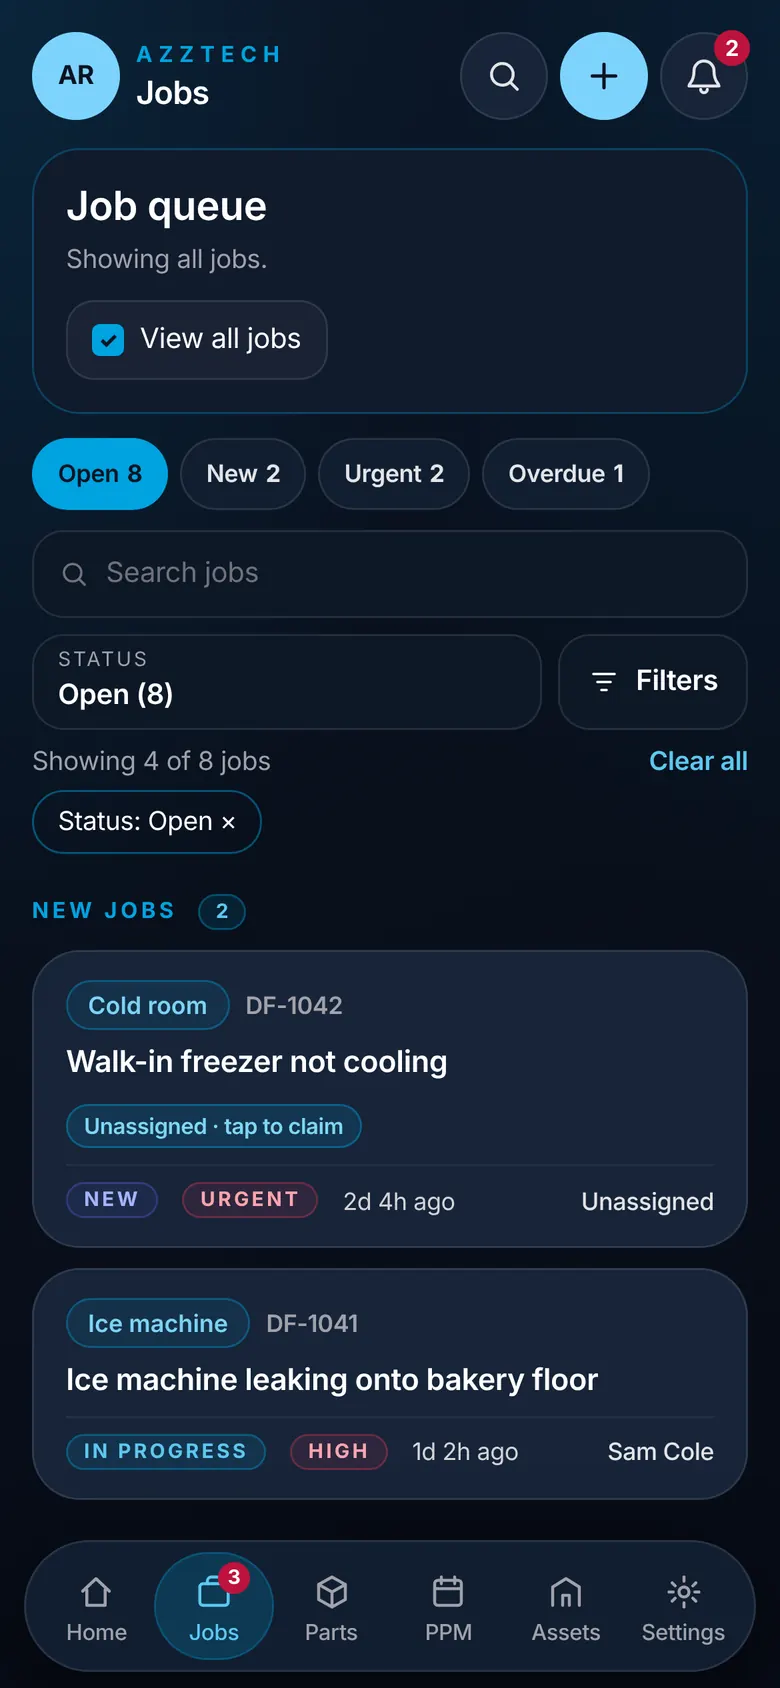 AR
AZZTECH
Jobs
2
Job queue
Showing all jobs.
View all jobs
Open 8
New 2
Urgent 2
Overdue 1
Search jobs
STATUS
Open (8)
Filters
Showing 4 of 8 jobs
Clear all
Status: Open ×
NEW JOBS 2
Cold room DF-1042
Walk-in freezer not cooling
Unassigned · tap to claim
NEW URGENT 2d 4h ago Unassigned
Ice machine DF-1041
Ice machine leaking onto bakery floor
IN PROGRESS HIGH 1d 2h ago Sam Cole
3
Home Jobs Parts PPM Assets Settings